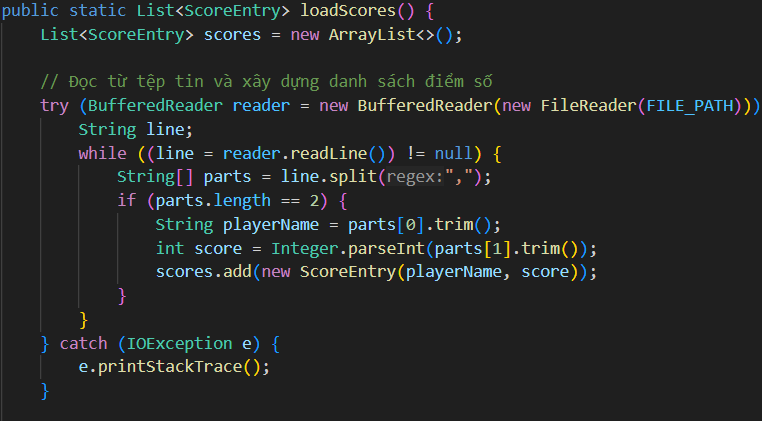 public static List<ScoreEntry> loadScores() {
List<ScoreEntry> scores = new ArrayList<>();
// Đọc từ tệp tin và xây dựng danh sách điểm số
try (BufferedReader reader = new BufferedReader(new FileReader(FILE_PATH)))
String line;
while ((line = reader.readLine()) != null) {
String[] parts = line.split(regex:",");
if (parts.length == 2) {
String playerName = parts[0].trim();
int score = Integer.parseInt(parts[1].trim());
scores.add(new ScoreEntry(playerName, score));
}
}
} catch (IOException e) {
e.printStackTrace();
}